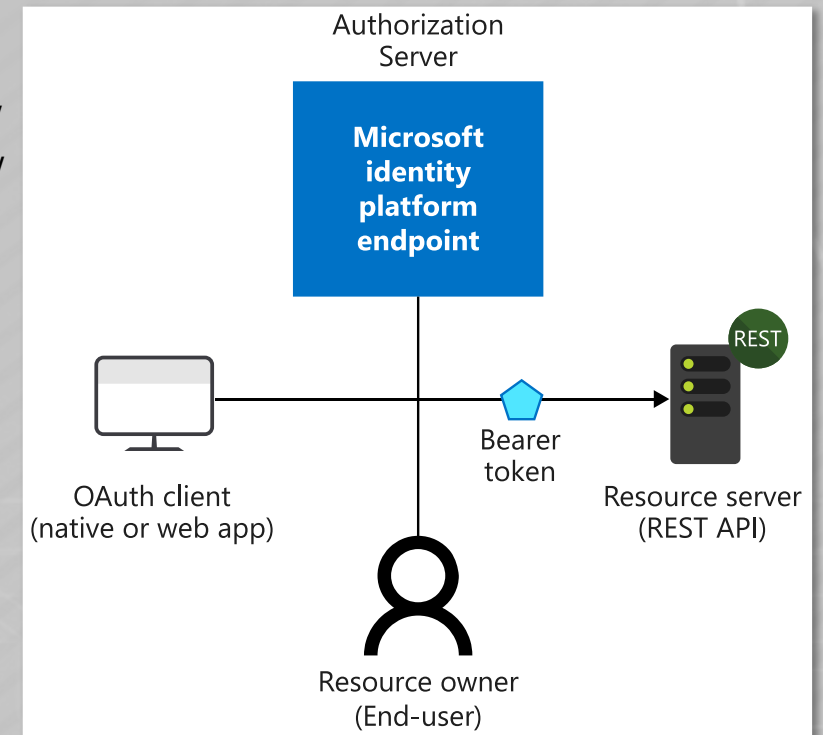 Authorization
Server
Microsoft
identity
platform
endpoint
REST
Bearer
token
OAuth client
(native or web app)
Resource server
(REST API)
Resource owner
(End-user)